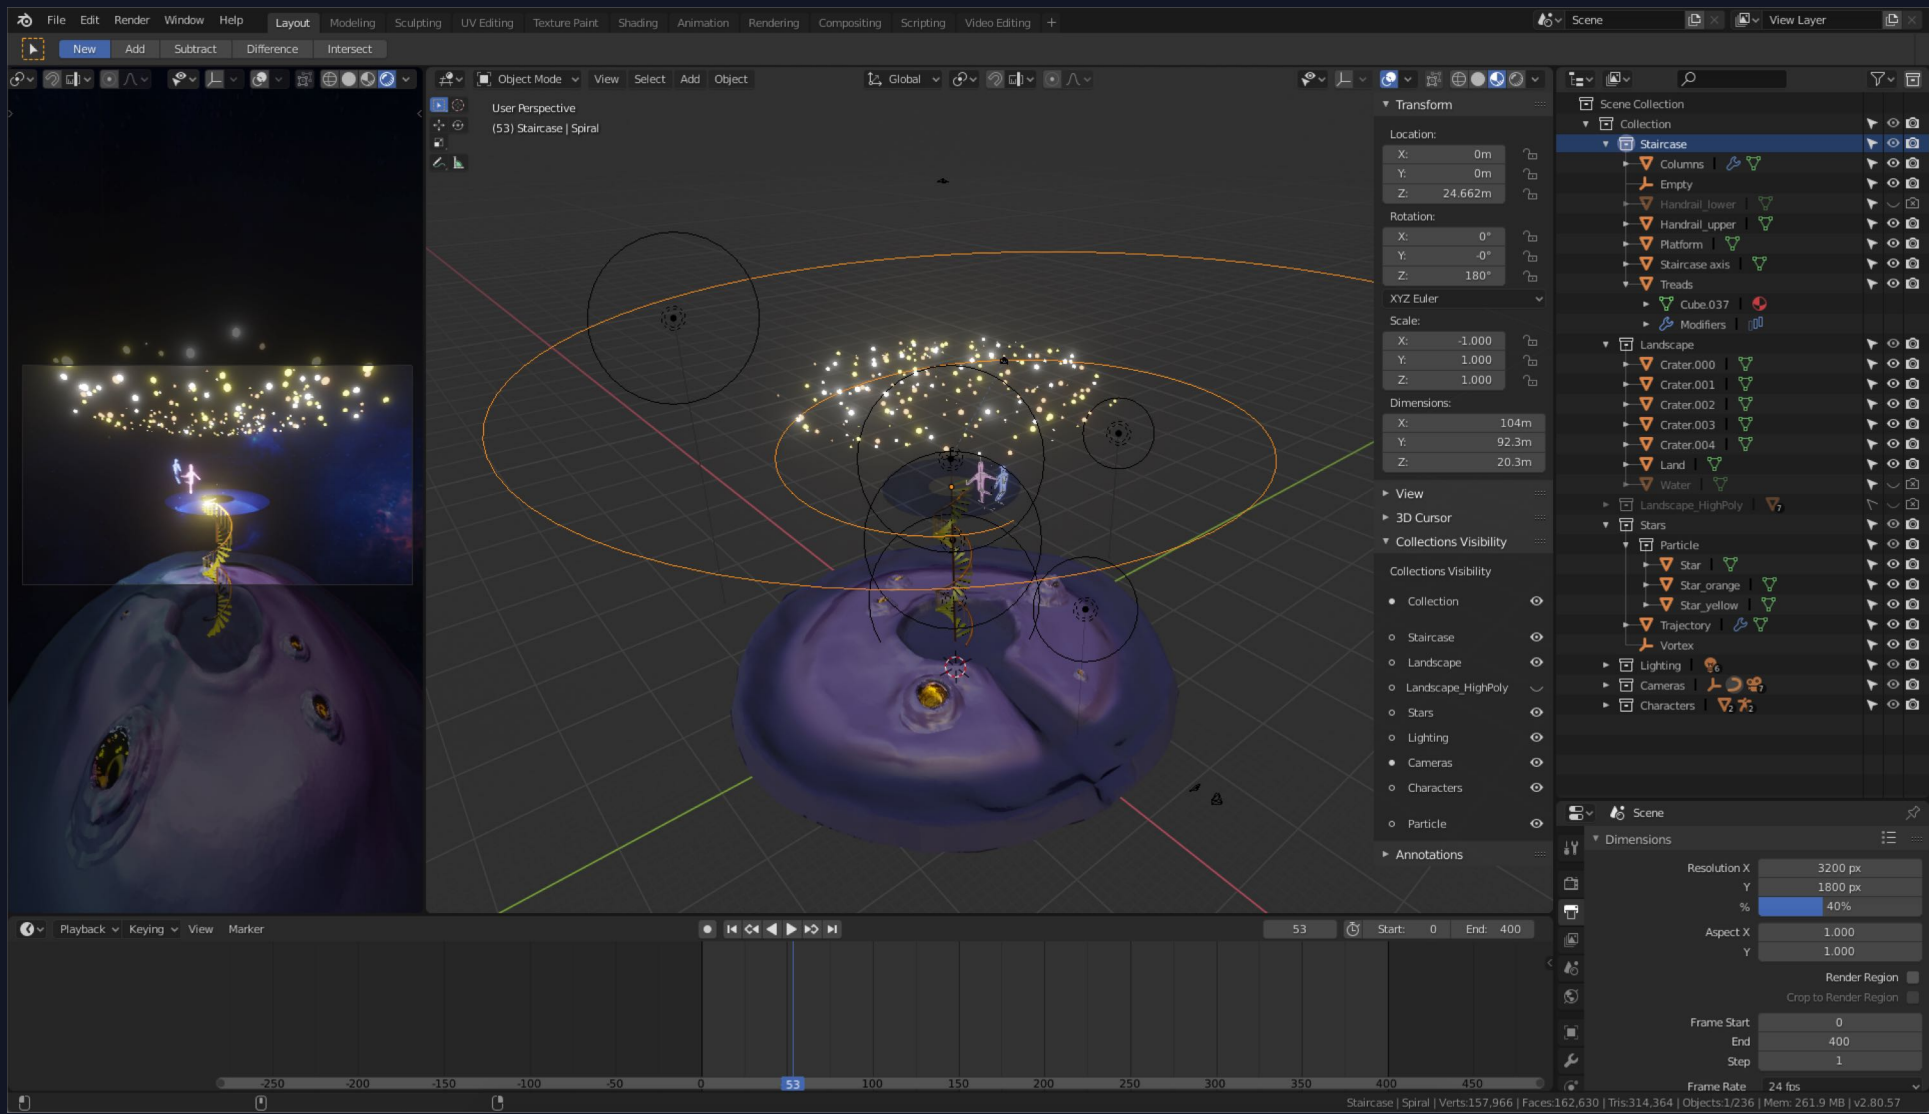 File Edit Render Window Help Layout Modeling Sculpting UV Editing Texture Paint Shading Animation Rendering Compositing Scripting Video Editing + Scene View Layer
New Add Subtract Difference Intersect
Object Mode View Select Add Object Global
User Perspective
(53) Staircase | Spiral
Transform
Location:
X: 0m
Y: 0m
Z: 24.662m
Rotation:
X: 0°
Y: -0°
Z: 180°
XYZ Euler
Scale:
X: -1.000
Y: 1.000
Z: 1.000
Dimensions:
X: 104m
Y: 92.3m
Z: 20.3m
View
3D Cursor
Collections Visibility
Collections Visibility
Collection
Staircase
Landscape
Landscape_HighPoly
Stars
Lighting
Cameras
Characters
Particle
Annotations
Scene Collection
Collection
Staircase
Columns
Empty
Handrail_lower
Handrail_upper
Platform
Staircase axis
Treads
Cube.037
Modifiers
Landscape
Crater.000
Crater.001
Crater.002
Crater.003
Crater.004
Land
Water
Landscape_HighPoly 7
Stars
Particle
Star
Star_orange
Star_yellow
Trajectory
Vortex
Lighting 6
Cameras 7
Characters 2 2
Scene
Dimensions
Resolution X 3200 px
Y 1800 px
% 40%
Aspect X 1.000
Y 1.000
Render Region
Crop to Render Region
Frame Start 0
End 400
Step 1
Frame Rate 24 fps
Playback Keying View Marker 53 Start: 0 End: 400
-250 -200 -150 -100 -50 0 53 100 150 200 250 300 350 400 450
Staircase | Spiral | Verts:157,966 | Faces:162,630 | Tris:314,364 | Objects:1/236 | Mem: 261.9 MB | v2.80.57